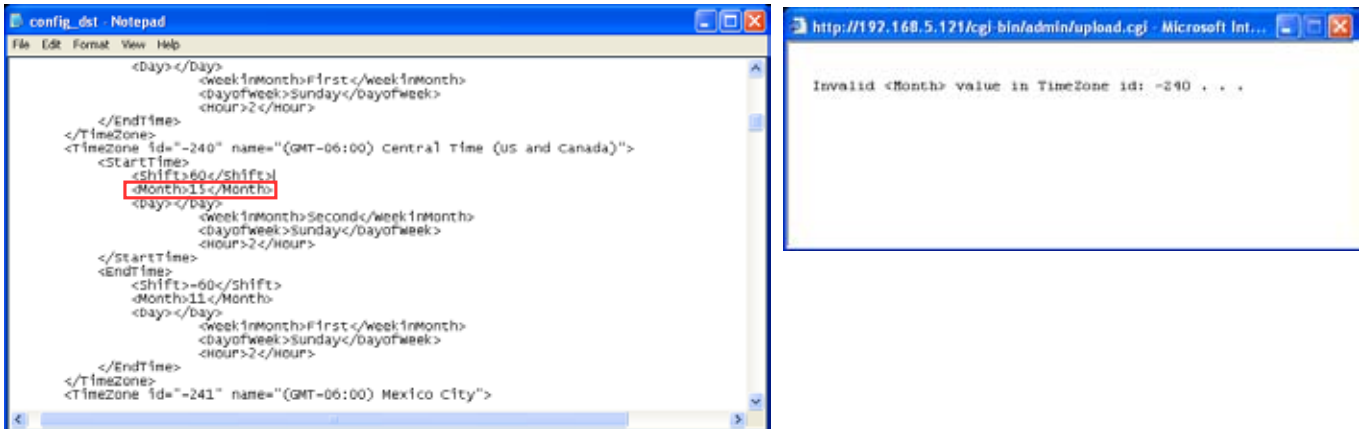 config_dst - Notepad
File Edit Format View Help
<Day></Day>
<WeekinMonth>First</WeekinMonth>
<DayofWeek>Sunday</DayofWeek>
<Hour>2</Hour>
</EndTime>
</TimeZone>
<TimeZone id="-240" name="(GMT-06:00) Central Time (US and Canada)">
<StartTime>
<Shift>60</Shift>
<Month>15</Month>
<Day></Day>
<WeekinMonth>Second</WeekinMonth>
<DayofWeek>Sunday</DayofWeek>
<Hour>2</Hour>
</StartTime>
<EndTime>
<Shift>-60</Shift>
<Month>11</Month>
<Day></Day>
<WeekinMonth>First</WeekinMonth>
<DayofWeek>Sunday</DayofWeek>
<Hour>2</Hour>
</EndTime>
</TimeZone>
<TimeZone id="-241" name="(GMT-06:00) Mexico City">
http://192.168.5.121/cgi-bin/admin/upload.cgi - Microsoft Int...
Invalid <Month> value in TimeZone id: -240 . . .